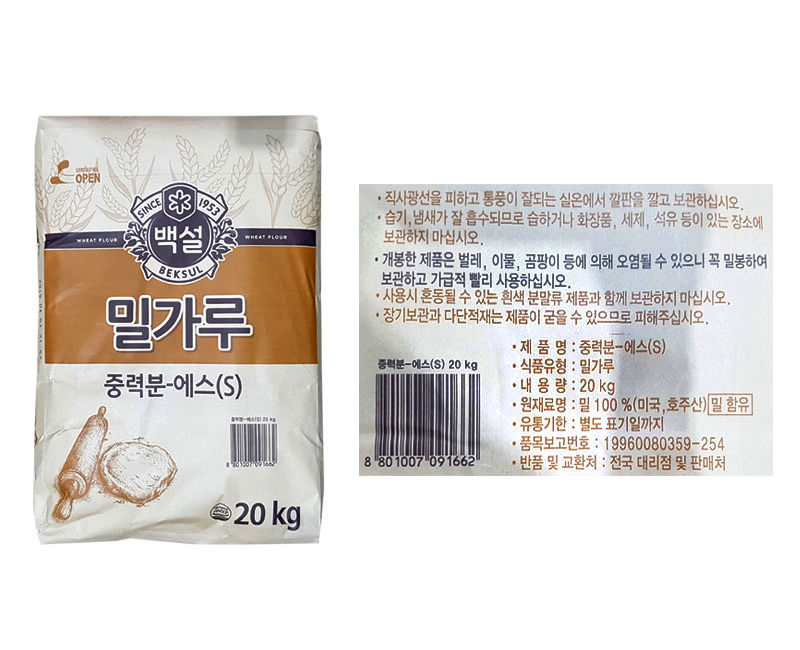 OPEN
SINCE 1953
백설
BEKSUL
WHEAT FLOUR
WHEAT FLOUR
밀가루
중력분-에스(S)
중력분-에스(S) 20 kg
8 801007 091662
20 kg
• 직사광선을 피하고 통풍이 잘되는 실온에서 깔판을 깔고 보관하십시오.
• 습기, 냄새가 잘 흡수되므로 습하거나 화장품, 세제, 석유 등이 있는 장소에
보관하지 마십시오.
• 개봉한 제품은 벌레, 이물, 곰팡이 등에 의해 오염될 수 있으니 꼭 밀봉하여
보관하고 가급적 빨리 사용하십시오.
• 사용시 혼동될 수 있는 흰색 분말류 제품과 함께 보관하지 마십시오.
• 장기보관과 다단적재는 제품이 굳을 수 있으므로 피해주십시오.
중력분-에스(S) 20 kg
8 801007 091662
• 제 품 명 : 중력분-에스(S)
• 식품유형 : 밀가루
• 내 용 량 : 20 kg
• 원재료명 : 밀 100 %(미국,호주산) 밀 함유
• 유통기한 : 별도 표기일까지
• 품목보고번호 : 19960080359-254
• 반품 및 교환처 : 전국 대리점 및 판매처